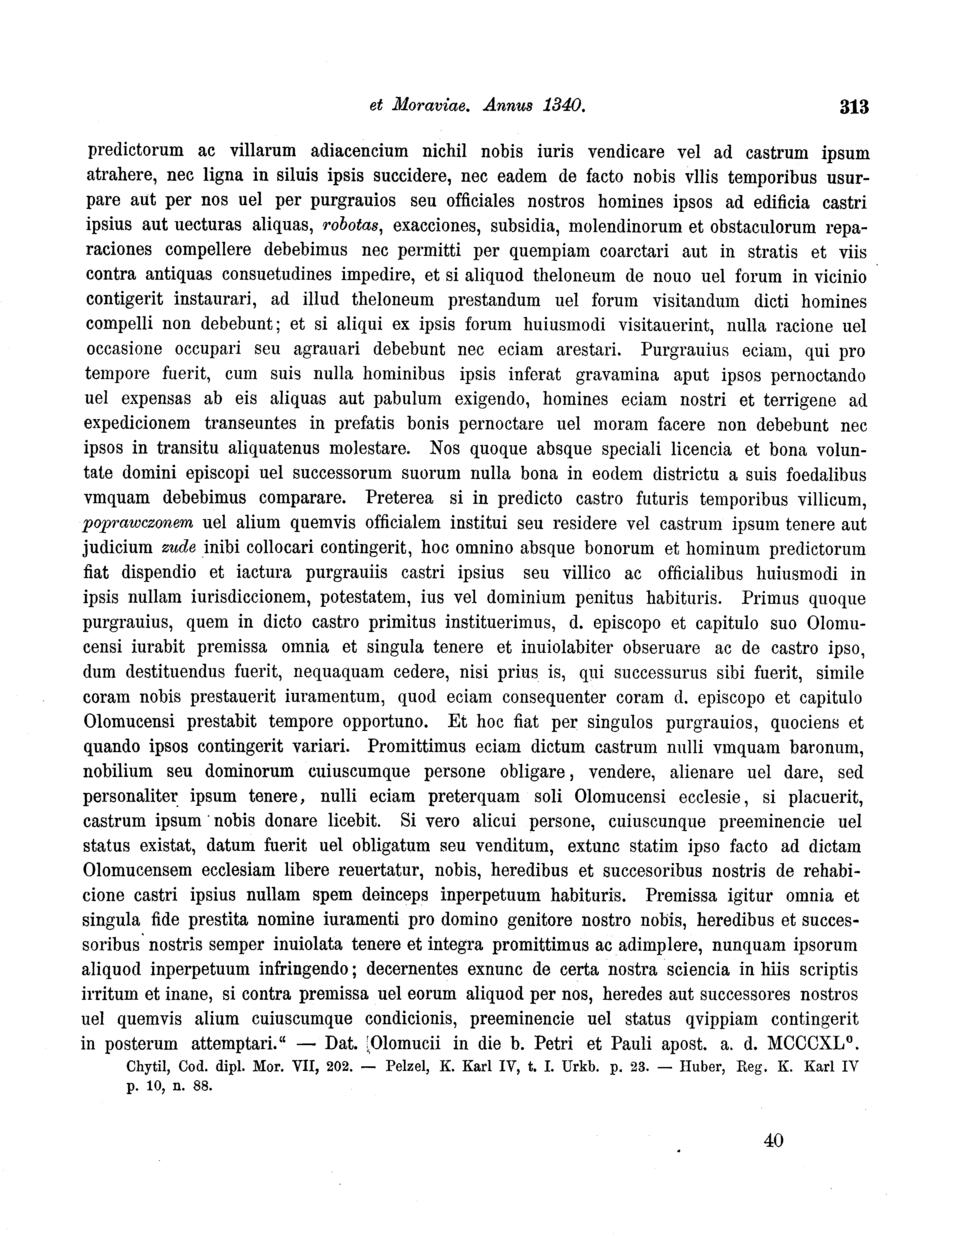 et Moraviae. Annus 1340. 313
predictorum ac villarum adiacencium nichil nobis iuris vendicare vel ad castrum ipsum
atrahere, nec ligna in siluis ipsis succidere, nec eadem de facto nobis vllis temporibus usur-
pare aut per nos uel per purgrauios seu officiales nostros homines ipsos ad edificia castri
ipsius aut uecturas aliquas, robotas, exacciones, subsidia, molendinorum et obstaculorum repa-
raciones compellere debebimus nec permitti per quempiam coarctari aut in stratis et viis
contra antiquas consuetudines impedire, et si aliquod theloneum de nouo uel forum in vicinio
contigerit instaurari, ad illud theloneum prestandum uel forum visitandum dicti homines
compelli non debebunt; et si aliqui ex ipsis forum huiusmodi visitauerint, nulla racione uel
occasione occupari seu agrauari debebunt nec eciam arestari. Purgrauius eciam, qui pro
tempore fuerit, cum suis nulla hominibus ipsis inferat gravamina aput ipsos pernoctando
uel expensas ab eis aliquas aut pabulum exigendo, homines eciam nostri et terrigene ad
expedicionem transeuntes in prefatis bonis pernoctare uel moram facere non debebunt nec
ipsos in transitu aliquatenus molestare. Nos quoque absque speciali licencia et bona volun-
tate domini episcopi uel successorum suorum nulla bona in eodem districtu a suis foedalibus
vmquam debebimus comparare. Preterea si in predicto castro futuris temporibus villicum,
poprawczonem uel alium quemvis officialem institui seu residere vel castrum ipsum tenere aut
judicium zude inibi collocari contingerit, hoc omnino absque bonorum et hominum predictorum
fiat dispendio et iactura purgrauiis castri ipsius seu villico ac officialibus huiusmodi in
ipsis nullam iurisdiccionem, potestatem, ius vel dominium penitus habituris. Primus quoque
purgrauius, quem in dicto castro primitus instituerimus, d. episcopo et capitulo suo Olomu-
censi iurabit premissa omnia et singula tenere et inuiolabiter obseruare ac de castro ipso,
dum destituendus fuerit, nequaquam cedere, nisi prius is, qui successurus sibi fuerit, simile
coram nobis prestauerit iuramentum, quod eciam consequenter coram d. episcopo et capitulo
Olomucensi prestabit tempore opportuno. Et hoc fiat per singulos purgrauios, quociens et
quando ipsos contingerit variari. Promittimus eciam dictum castrum nulli vmquam baronum,
nobilium seu dominorum cuiuscumque persone obligare, vendere, alienare uel dare, sed
personaliter ipsum tenere, nulli eciam preterquam soli Olomucensi ecclesie, si placuerit,
castrum ipsum nobis donare licebit. Si vero alicui persone, cuiuscunque preeminencie uel
status existat, datum fuerit uel obligatum seu venditum, extunc statim ipso facto ad dictam
Olomucensem ecclesiam libere reuertatur, nobis, heredibus et succesoribus nostris de rehabi-
cione castri ipsius nullam spem deinceps inperpetuum habituris. Premissa igitur omnia et
singula fide prestita nomine iuramenti pro domino genitore nostro nobis, heredibus et succes-
soribus nostris semper inuiolata tenere et integra promittimus ac adimplere, nunquam ipsorum
aliquod inperpetuum infringendo; decernentes exnunc de certa nostra sciencia in hiis scriptis
irritum et inane, si contra premissa uel eorum aliquod per nos, heredes aut successores nostros
uel quemvis alium cuiuscumque condicionis, preeminencie uel status qvippiam contingerit
in posterum attemptari.“ — Dat. Olomucii in die b. Petri et Pauli apost. a. d. MCCCXL⁰.
Chytil, Cod. dipl. Mor. VII, 202. — Pelzel, K. Karl IV, t. I. Urkb. p. 23. — Huber, Reg. K. Karl IV
p. 10, n. 88.
40